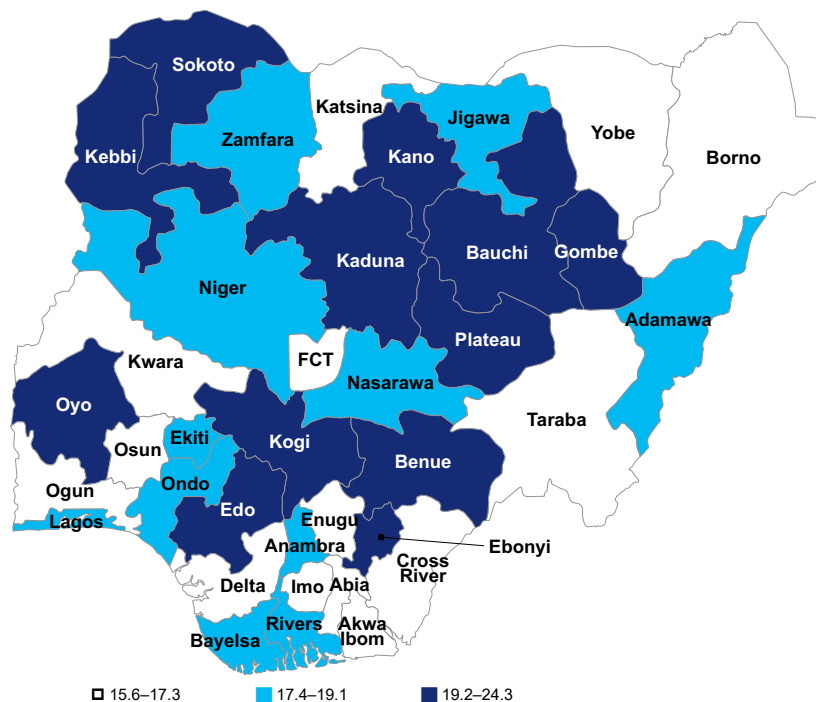 Sokoto
Katsina
Jigawa
Yobe
Zamfara
Kebbi
Kano
Borno
Bauchi
Gombe
Kaduna
Niger
Adamawa
Plateau
FCT
Kwara
Nasarawa
Oyo
Taraba
Ekiti
Kogi
Osun
Benue
Ondo
Ogun
Edo
Lagos
Enugu
Anambra
Ebonyi
Cross
River
Delta
Imo
Abia
Rivers
Akwa
Ibom
Bayelsa
15.6–17.3 17.4–19.1 19.2–24.3